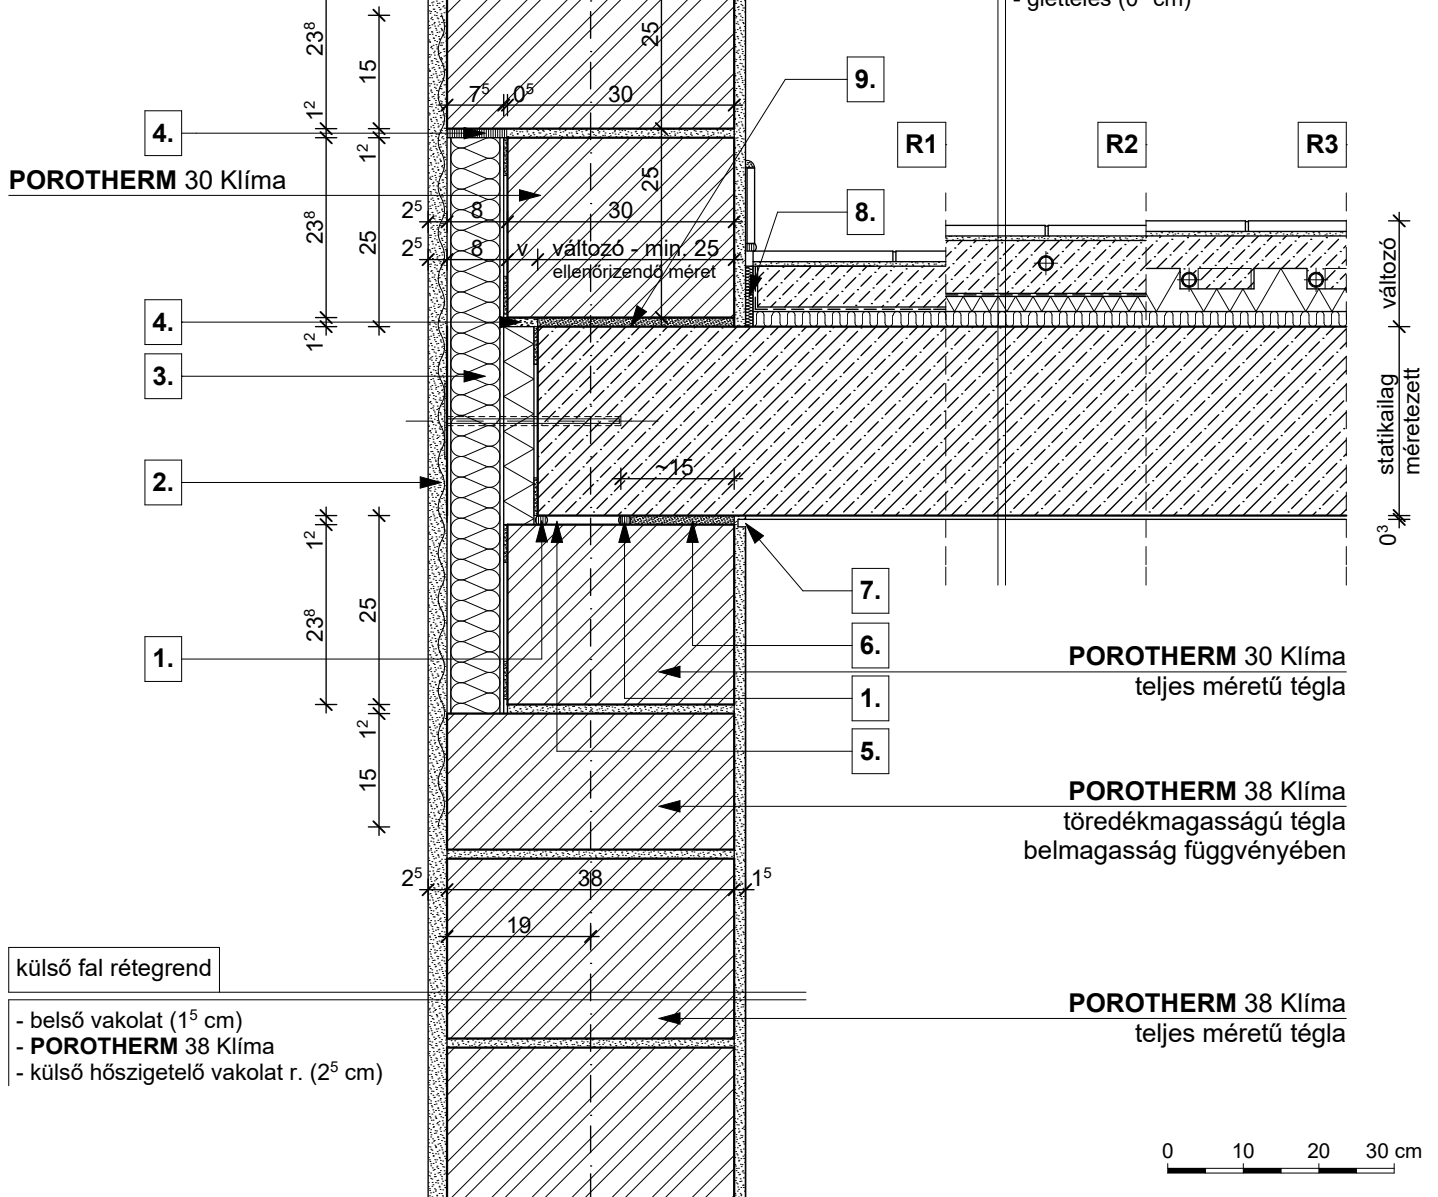 - glettelés (0 cm)
23⁸
15
25
7⁵
0⁵
30
9.
1²
4.
R1
R2
R3
1²
POROTHERM 30 Klíma
25
2⁵
8
30
8.
23⁸
25
2⁵
8
v
változó - min. 25
ellenőrizendő méret
változó
4.
1²
3.
statikailag
méretezett
~15
2.
0³
1²
7.
25
23⁸
6.
1.
POROTHERM 30 Klíma
teljes méretű tégla
1.
1²
5.
15
POROTHERM 38 Klíma
töredékmagasságú tégla
belmagasság függvényében
2⁵
38
1⁵
19
külső fal rétegrend
- belső vakolat (1⁵ cm)
- POROTHERM 38 Klíma
- külső hőszigetelő vakolat r. (2⁵ cm)
POROTHERM 38 Klíma
teljes méretű tégla
0 10 20 30 cm